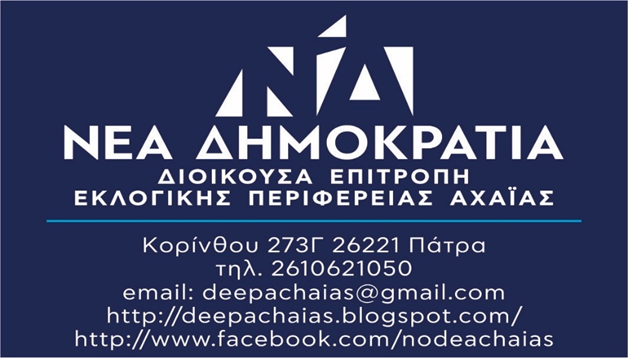 ΝΔ
ΝΕΑ ΔΗΜΟΚΡΑΤΙΑ
ΔΙΟΙΚΟΥΣΑ ΕΠΙΤΡΟΠΗ
ΕΚΛΟΓΙΚΗΣ ΠΕΡΙΦΕΡΕΙΑΣ ΑΧΑΪΑΣ
Κορίνθου 273Γ 26221 Πάτρα
τηλ. 2610621050
email: deepachaias@gmail.com
http://deepachaias.blogspot.com/
http://www.facebook.com/nodeachaias